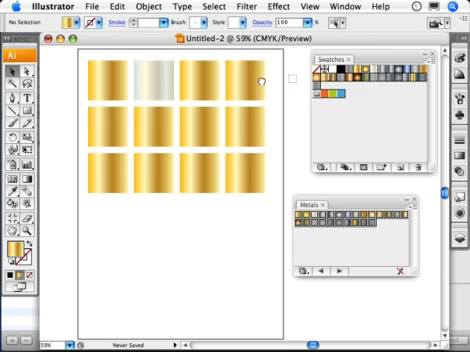 Illustrator File Edit Object Type Select Filter Effect View Window Help
No Selection Stroke: Brush: Style: Opacity: 100 %
Untitled-2 @ 59% (CMYK/Preview)
Ai
Swatches ×
Metals ×
59% Never Saved